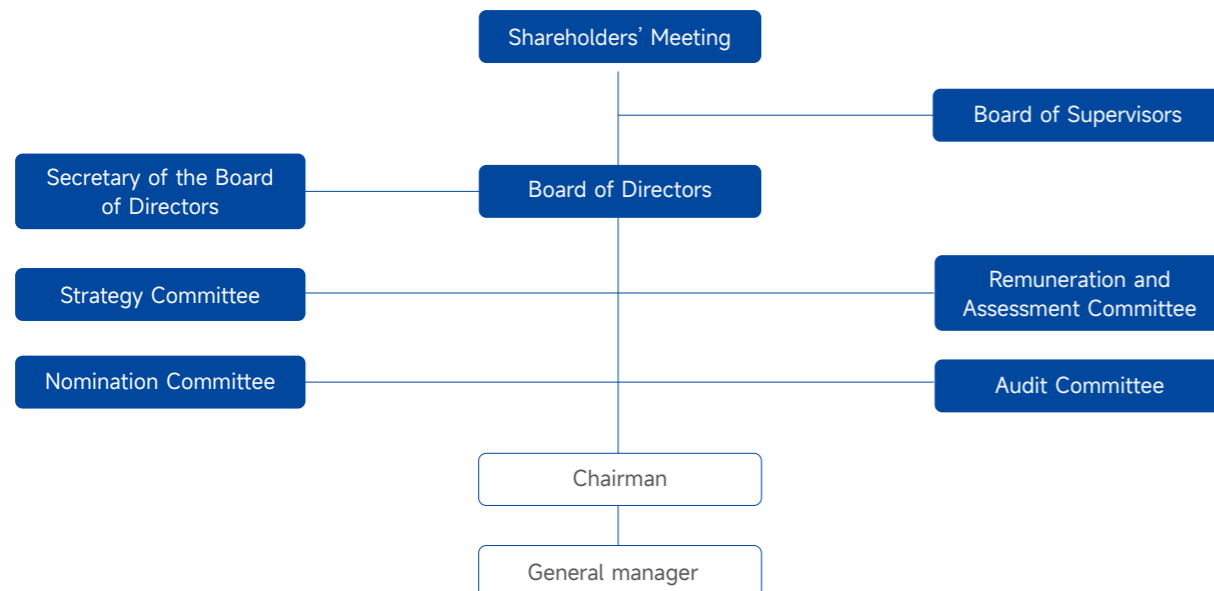 Shareholders’ Meeting
Board of Supervisors
Secretary of the Board
of Directors
Board of Directors
Strategy Committee
Remuneration and
Assessment Committee
Nomination Committee
Audit Committee
Chairman
General manager